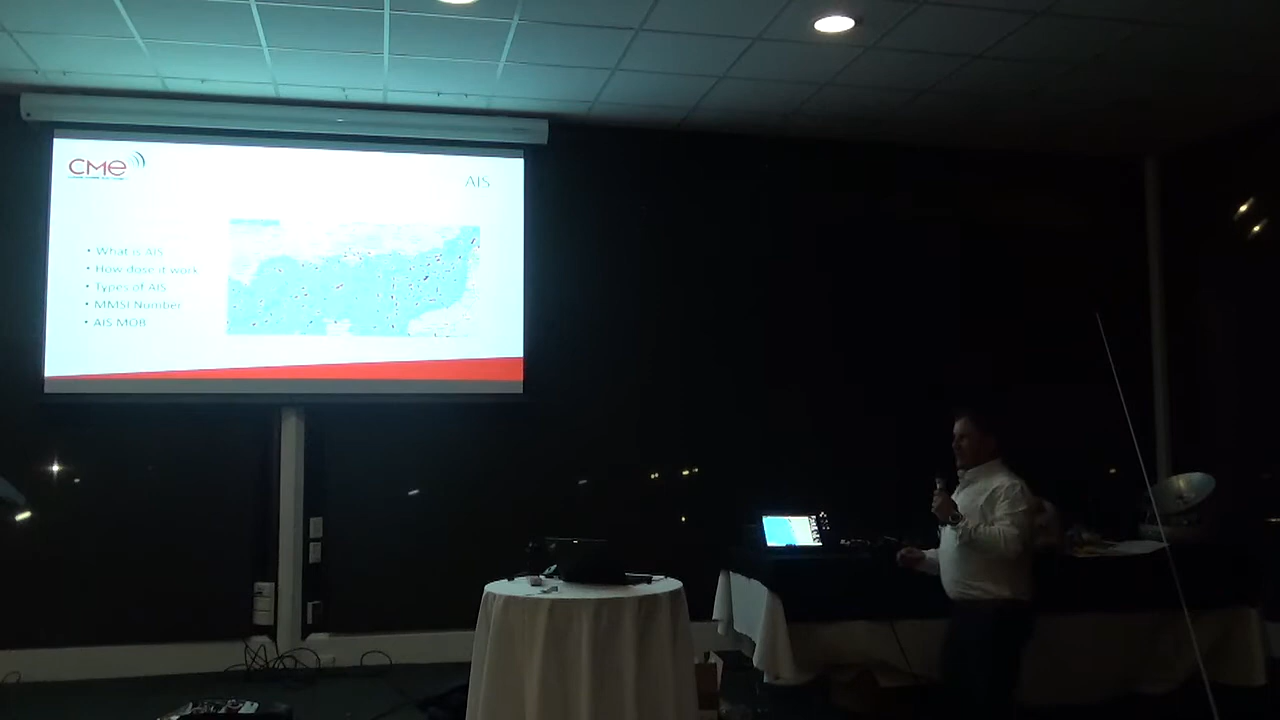 CME
AIS
• What is AIS
• How dose it work
• Types of AIS
• MMSI Number
• AIS MOB